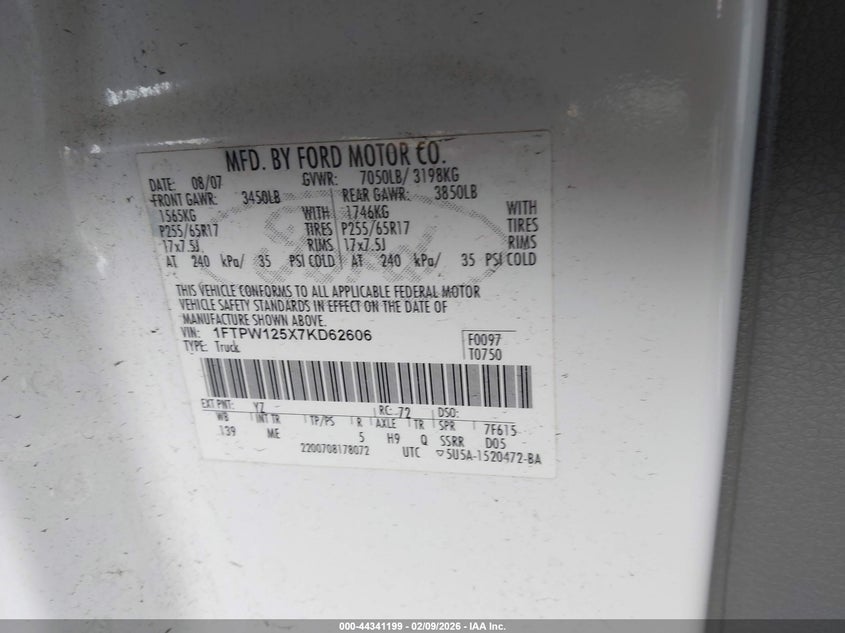 MFD. BY FORD MOTOR CO.
DATE: 08/07 GVWR: 7050LB/ 3198KG
FRONT GAWR: 3450LB REAR GAWR: 3850LB
1565KG WITH 1746KG WITH
P255/65R17 TIRES P255/65R17 TIRES
17x7.5J RIMS 17x7.5J RIMS
AT 240 kPa/ 35 PSI COLD AT 240 kPa/ 35 PSI COLD
THIS VEHICLE CONFORMS TO ALL APPLICABLE FEDERAL MOTOR
VEHICLE SAFETY STANDARDS IN EFFECT ON THE DATE OF
MANUFACTURE SHOWN ABOVE.
VIN: 1FTPW125X7KD62606 F0097
TYPE: Truck T0750
EXT PNT: YZ RC: 72 DSO:
WB INT TR TP/PS R AXLE TR SPR 7F615
139 ME 5 H9 Q SSRR D05
2200708178072 UTC ▽5U5A-1520472-BA
Ford
000-44341199 - 02/09/2026 - IAA Inc.